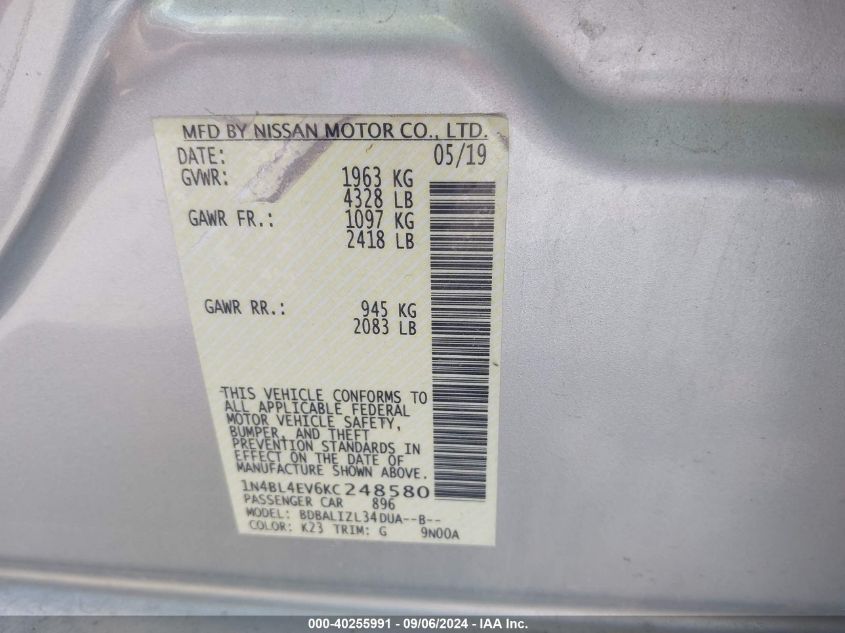 MFD BY NISSAN MOTOR CO., LTD.
DATE: 05/19
GVWR: 1963 KG
4328 LB
GAWR FR.: 1097 KG
2418 LB
GAWR RR.: 945 KG
2083 LB
THIS VEHICLE CONFORMS TO
ALL APPLICABLE FEDERAL
MOTOR VEHICLE SAFETY,
BUMPER, AND THEFT
PREVENTION STANDARDS IN
EFFECT ON THE DATE OF
MANUFACTURE SHOWN ABOVE.
1N4BL4EV6KC248580
PASSENGER CAR 896
MODEL: BDBALIZL34DUA--B--
COLOR: K23 TRIM: G 9N00A
000-40255991 - 09/06/2024 - IAA Inc.